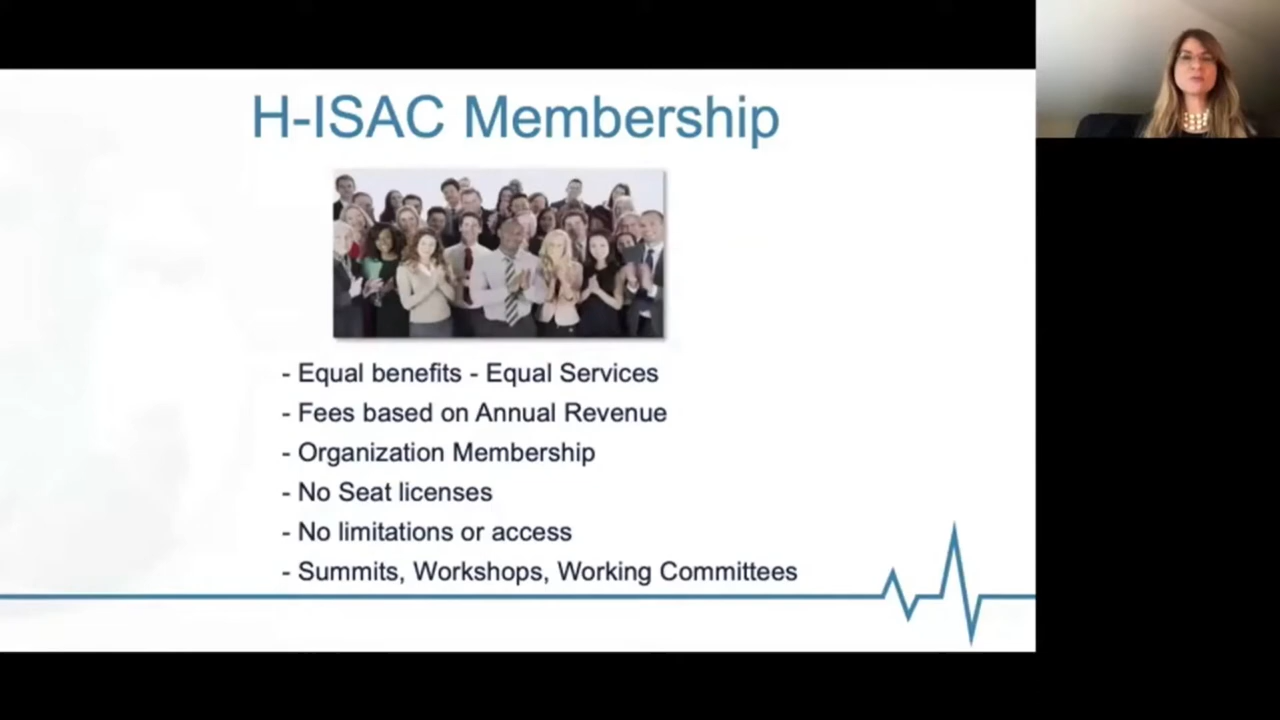 H-ISAC Membership
- Equal benefits - Equal Services
- Fees based on Annual Revenue
- Organization Membership
- No Seat licenses
- No limitations or access
- Summits, Workshops, Working Committees